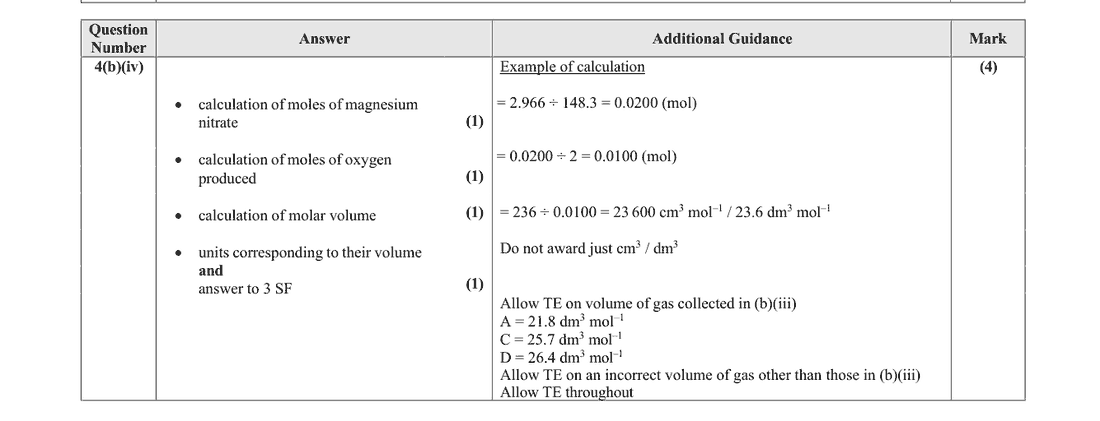 Question Number
Answer
Additional Guidance
Mark
4(b)(iv)
Example of calculation
(4)
• calculation of moles of magnesium
nitrate
(1)
= 2.966 ÷ 148.3 = 0.0200 (mol)
• calculation of moles of oxygen
produced
(1)
= 0.0200 ÷ 2 = 0.0100 (mol)
• calculation of molar volume
(1)
= 236 ÷ 0.0100 = 23 600 cm³ mol⁻¹ / 23.6 dm³ mol⁻¹
• units corresponding to their volume
and
answer to 3 SF
(1)
Do not award just cm³ / dm³
Allow TE on volume of gas collected in (b)(iii)
A = 21.8 dm³ mol⁻¹
C = 25.7 dm³ mol⁻¹
D = 26.4 dm³ mol⁻¹
Allow TE on an incorrect volume of gas other than those in (b)(iii)
Allow TE throughout